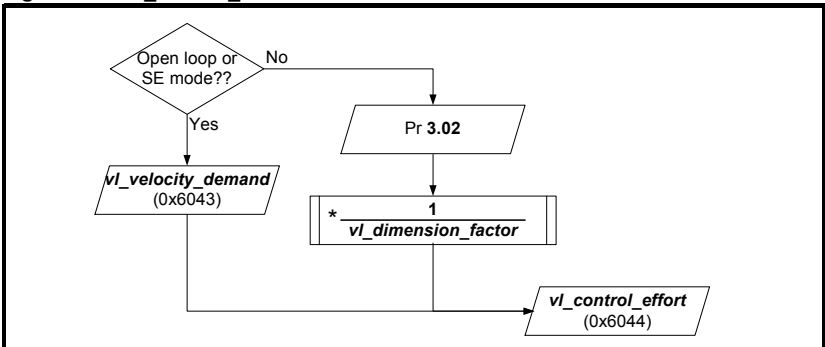 Open loop or
SE mode??
No
Yes
Pr 3.02
vl_velocity_demand
(0x6043)
* 1
vl_dimension_factor
vl_control_effort
(0x6044)